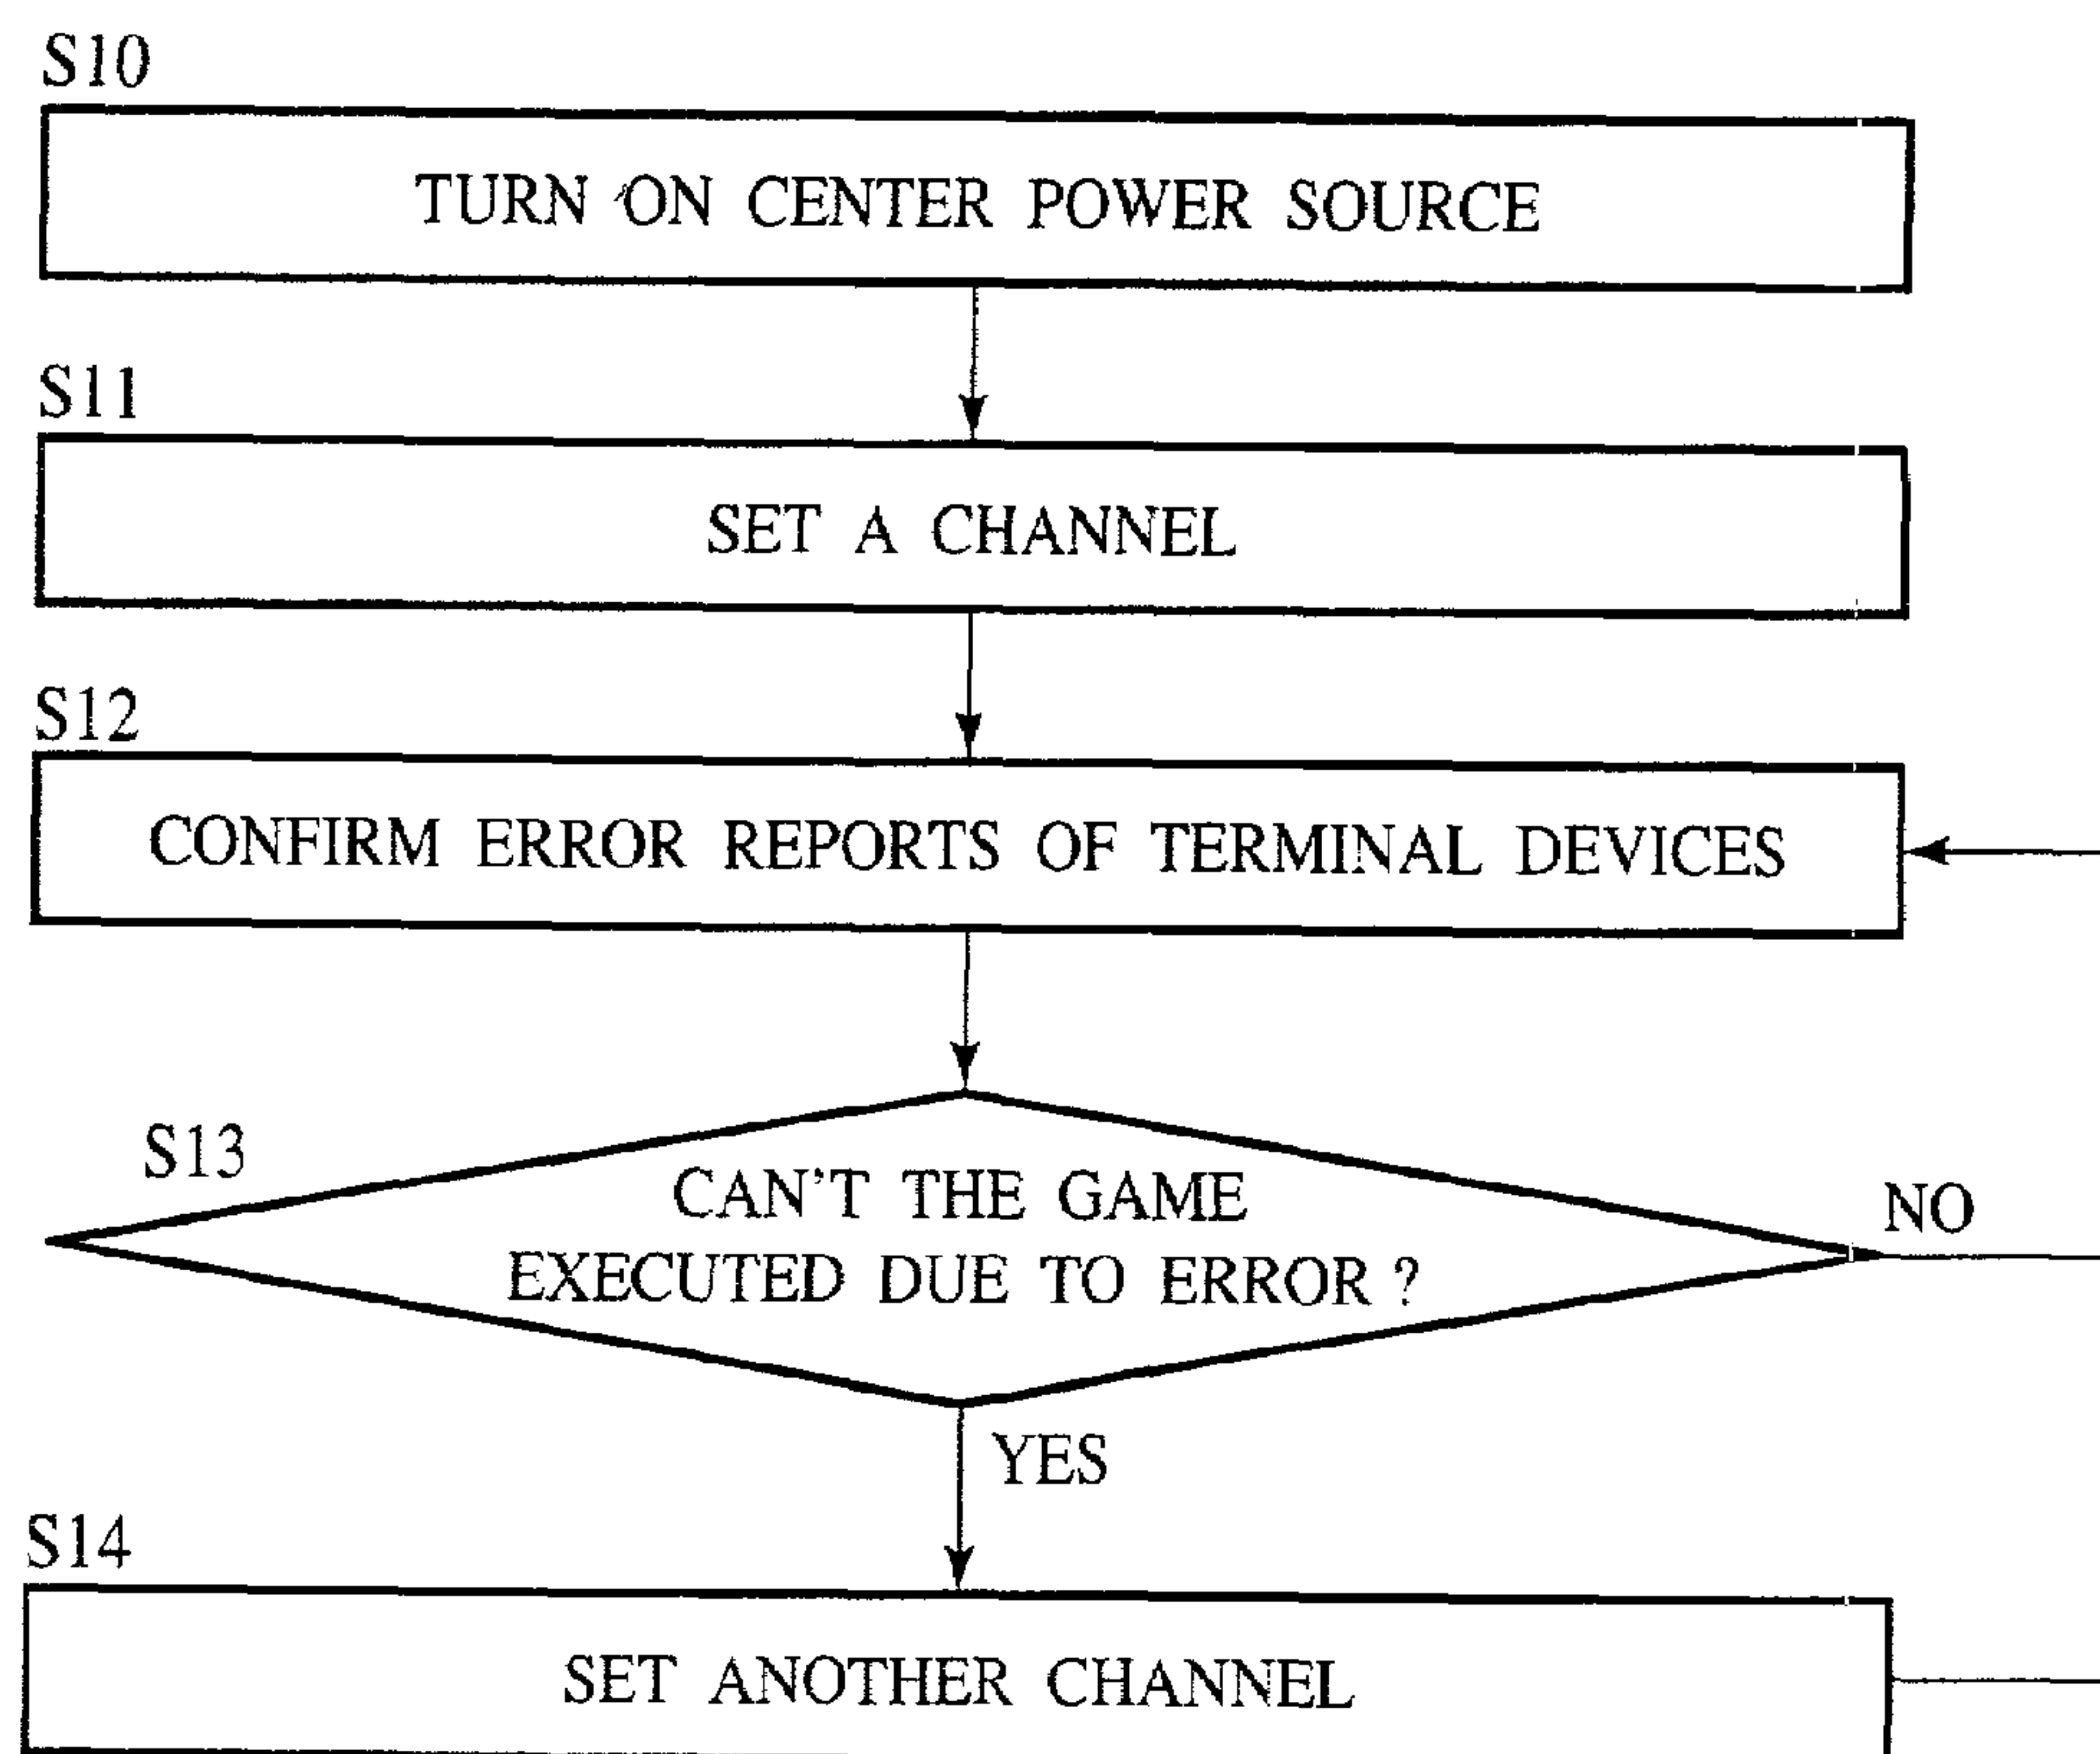 S10
TURN ON CENTER POWER SOURCE
S11
SET A CHANNEL
S12
CONFIRM ERROR REPORTS OF TERMINAL DEVICES
S13
CAN'T THE GAME
EXECUTED DUE TO ERROR ?
NO
YES
S14
SET ANOTHER CHANNEL